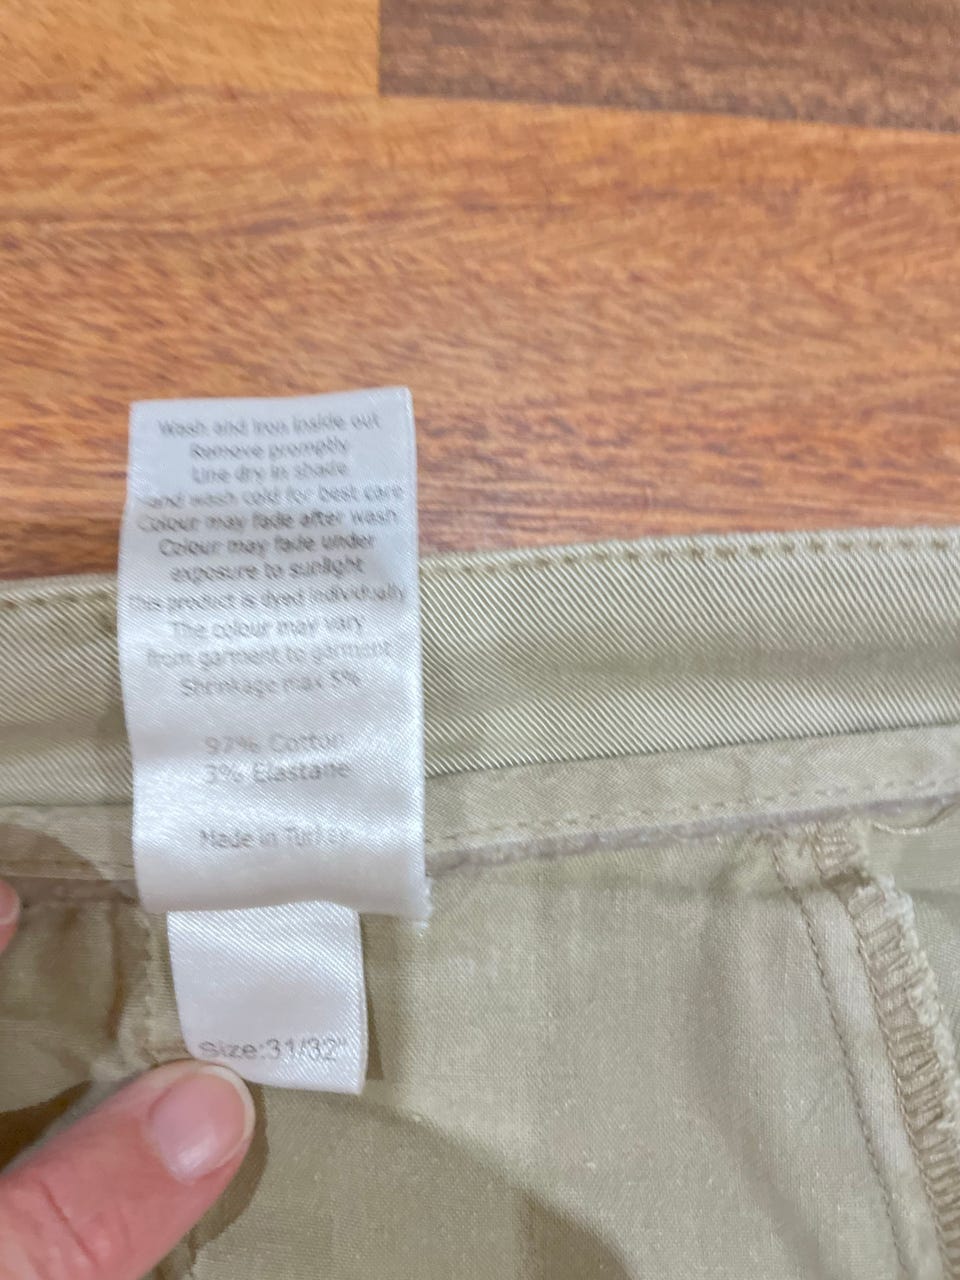 Wash and iron inside out
Remove promptly
Line dry in shade
Hand wash cold for best care
Colour may fade after wash
Colour may fade under
exposure to sunlight
This product is dyed individually
The colour may vary
from garment to garment
Shrinkage max 5%
97% Cotton
3% Elastane
Made in Turkey
Size:31/32"